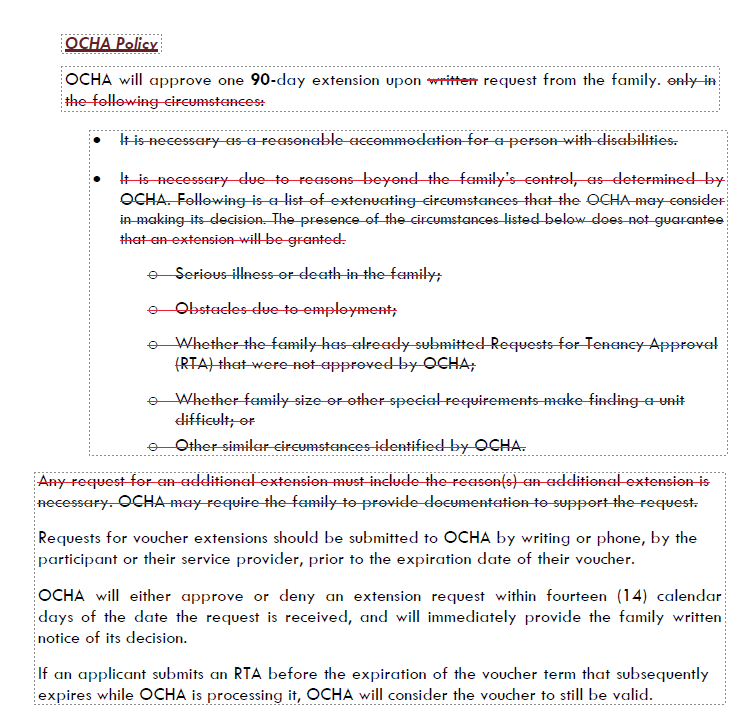 OCHA Policy
OCHA will approve one 90-day extension upon written request from the family. only in
the following circumstances:
• It is necessary as a reasonable accommodation for a person with disabilities.
• It is necessary due to reasons beyond the family's control, as determined by
OCHA. Following is a list of extenuating circumstances that the OCHA may consider
in making its decision. The presence of the circumstances listed below does not guarantee
that an extension will be granted.
o Serious illness or death in the family;
o Obstacles due to employment;
o Whether the family has already submitted Requests for Tenancy Approval
(RTA) that were not approved by OCHA;
o Whether family size or other special requirements make finding a unit
difficult; or
o Other similar circumstances identified by OCHA.
Any request for an additional extension must include the reason(s) an additional extension is
necessary. OCHA may require the family to provide documentation to support the request.
Requests for voucher extensions should be submitted to OCHA by writing or phone, by the
participant or their service provider, prior to the expiration date of their voucher.
OCHA will either approve or deny an extension request within fourteen (14) calendar
days of the date the request is received, and will immediately provide the family written
notice of its decision.
If an applicant submits an RTA before the expiration of the voucher term that subsequently
expires while OCHA is processing it, OCHA will consider the voucher to still be valid.